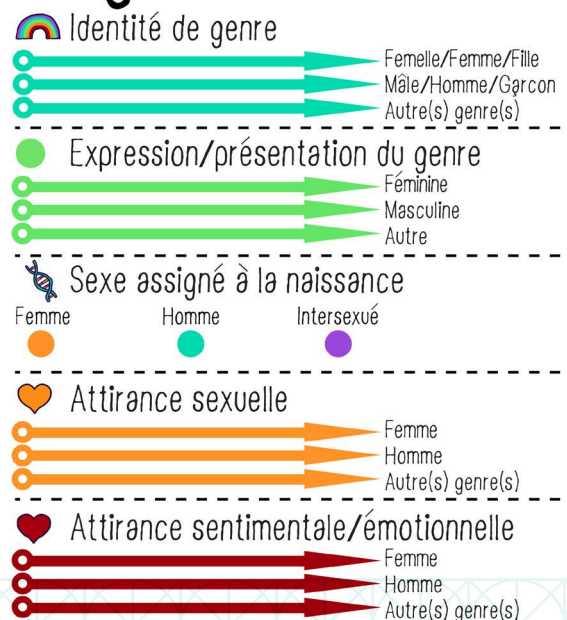 Identité de genre
Femelle/Femme/Fille
Mâle/Homme/Garçon
Autre(s) genre(s)
Expression/présentation du genre
Féminine
Masculine
Autre
Sexe assigné à la naissance
Femme Homme Intersexué
Attirance sexuelle
Femme
Homme
Autre(s) genre(s)
Attirance sentimentale/émotionnelle
Femme
Homme
Autre(s) genre(s)